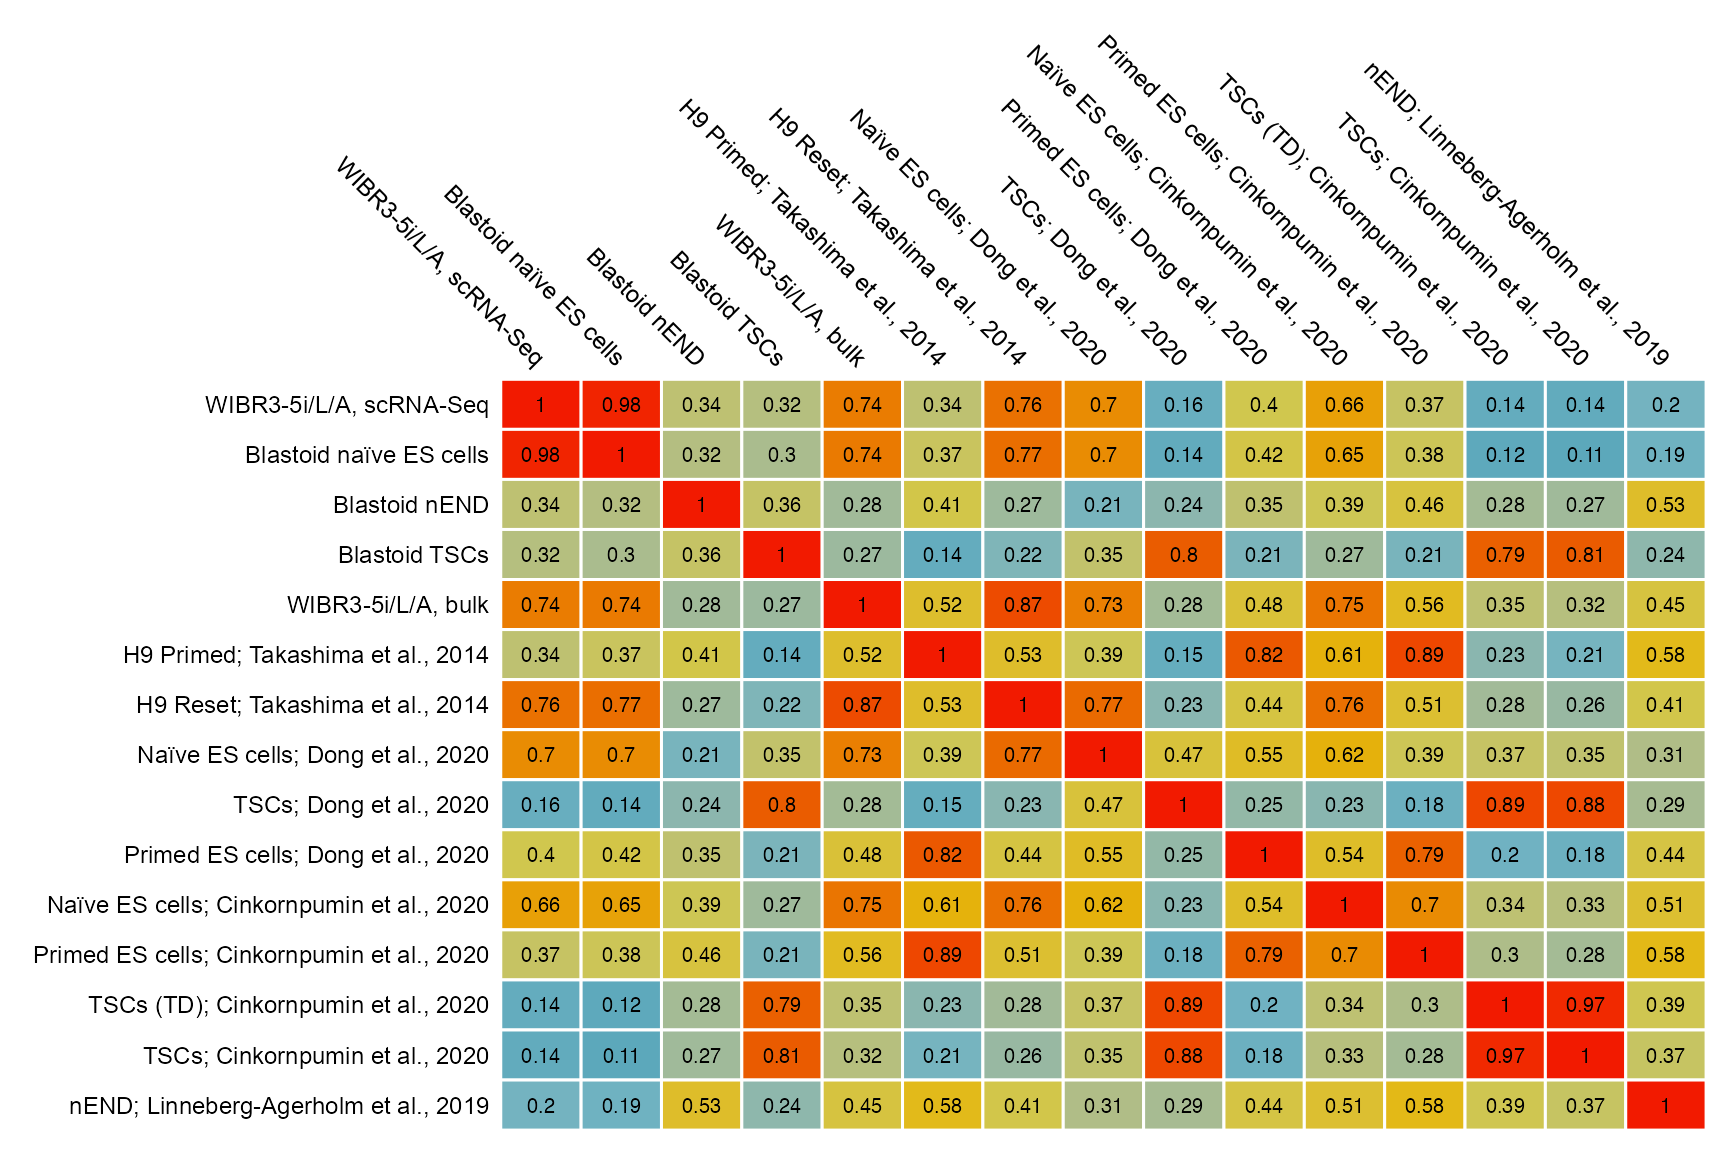 WIBR3-5i/L/A, scRNA-Seq
Blastoid naïve ES cells
Blastoid nEND
Blastoid TSCs
WIBR3-5i/L/A, bulk
H9 Primed; Takashima et al., 2014
H9 Reset; Takashima et al., 2014
Naïve ES cells; Dong et al., 2020
TSCs; Dong et al., 2020
Primed ES cells; Dong et al., 2020
Naïve ES cells; Cinkornpumin et al., 2020
Primed ES cells; Cinkornpumin et al., 2020
TSCs (TD); Cinkornpumin et al., 2020
TSCs; Cinkornpumin et al., 2020
nEND; Linneberg-Agerholm et al., 2019
WIBR3-5i/L/A, scRNA-Seq 1 0.98 0.34 0.32 0.74 0.34 0.76 0.7 0.16 0.4 0.66 0.37 0.14 0.14 0.2
Blastoid naïve ES cells 0.98 1 0.32 0.3 0.74 0.37 0.77 0.7 0.14 0.42 0.65 0.38 0.12 0.11 0.19
Blastoid nEND 0.34 0.32 1 0.36 0.28 0.41 0.27 0.21 0.24 0.35 0.39 0.46 0.28 0.27 0.53
Blastoid TSCs 0.32 0.3 0.36 1 0.27 0.14 0.22 0.35 0.8 0.21 0.27 0.21 0.79 0.81 0.24
WIBR3-5i/L/A, bulk 0.74 0.74 0.28 0.27 1 0.52 0.87 0.73 0.28 0.48 0.75 0.56 0.35 0.32 0.45
H9 Primed; Takashima et al., 2014 0.34 0.37 0.41 0.14 0.52 1 0.53 0.39 0.15 0.82 0.61 0.89 0.23 0.21 0.58
H9 Reset; Takashima et al., 2014 0.76 0.77 0.27 0.22 0.87 0.53 1 0.77 0.23 0.44 0.76 0.51 0.28 0.26 0.41
Naïve ES cells; Dong et al., 2020 0.7 0.7 0.21 0.35 0.73 0.39 0.77 1 0.47 0.55 0.62 0.39 0.37 0.35 0.31
TSCs; Dong et al., 2020 0.16 0.14 0.24 0.8 0.28 0.15 0.23 0.47 1 0.25 0.23 0.18 0.89 0.88 0.29
Primed ES cells; Dong et al., 2020 0.4 0.42 0.35 0.21 0.48 0.82 0.44 0.55 0.25 1 0.54 0.79 0.2 0.18 0.44
Naïve ES cells; Cinkornpumin et al., 2020 0.66 0.65 0.39 0.27 0.75 0.61 0.76 0.62 0.23 0.54 1 0.7 0.34 0.33 0.51
Primed ES cells; Cinkornpumin et al., 2020 0.37 0.38 0.46 0.21 0.56 0.89 0.51 0.39 0.18 0.79 0.7 1 0.3 0.28 0.58
TSCs (TD); Cinkornpumin et al., 2020 0.14 0.12 0.28 0.79 0.35 0.23 0.28 0.37 0.89 0.2 0.34 0.3 1 0.97 0.39
TSCs; Cinkornpumin et al., 2020 0.14 0.11 0.27 0.81 0.32 0.21 0.26 0.35 0.88 0.18 0.33 0.28 0.97 1 0.37
nEND; Linneberg-Agerholm et al., 2019 0.2 0.19 0.53 0.24 0.45 0.58 0.41 0.31 0.29 0.44 0.51 0.58 0.39 0.37 1